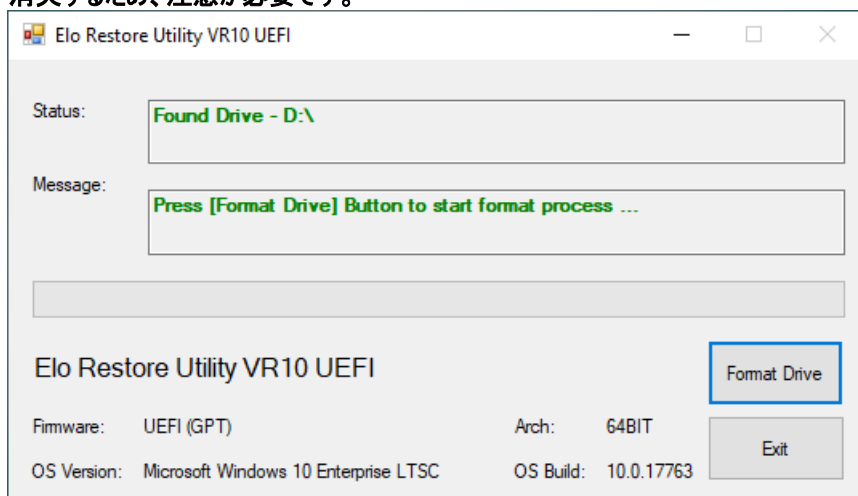 消失するため、注意が必要です。
Elo Restore Utility VR10 UEFI
Status:
Found Drive - D:\
Message:
Press [Format Drive] Button to start format process ...
Elo Restore Utility VR10 UEFI
Format Drive
Firmware: UEFI (GPT) Arch: 64BIT
Exit
OS Version: Microsoft Windows 10 Enterprise LTSC OS Build: 10.0.17763